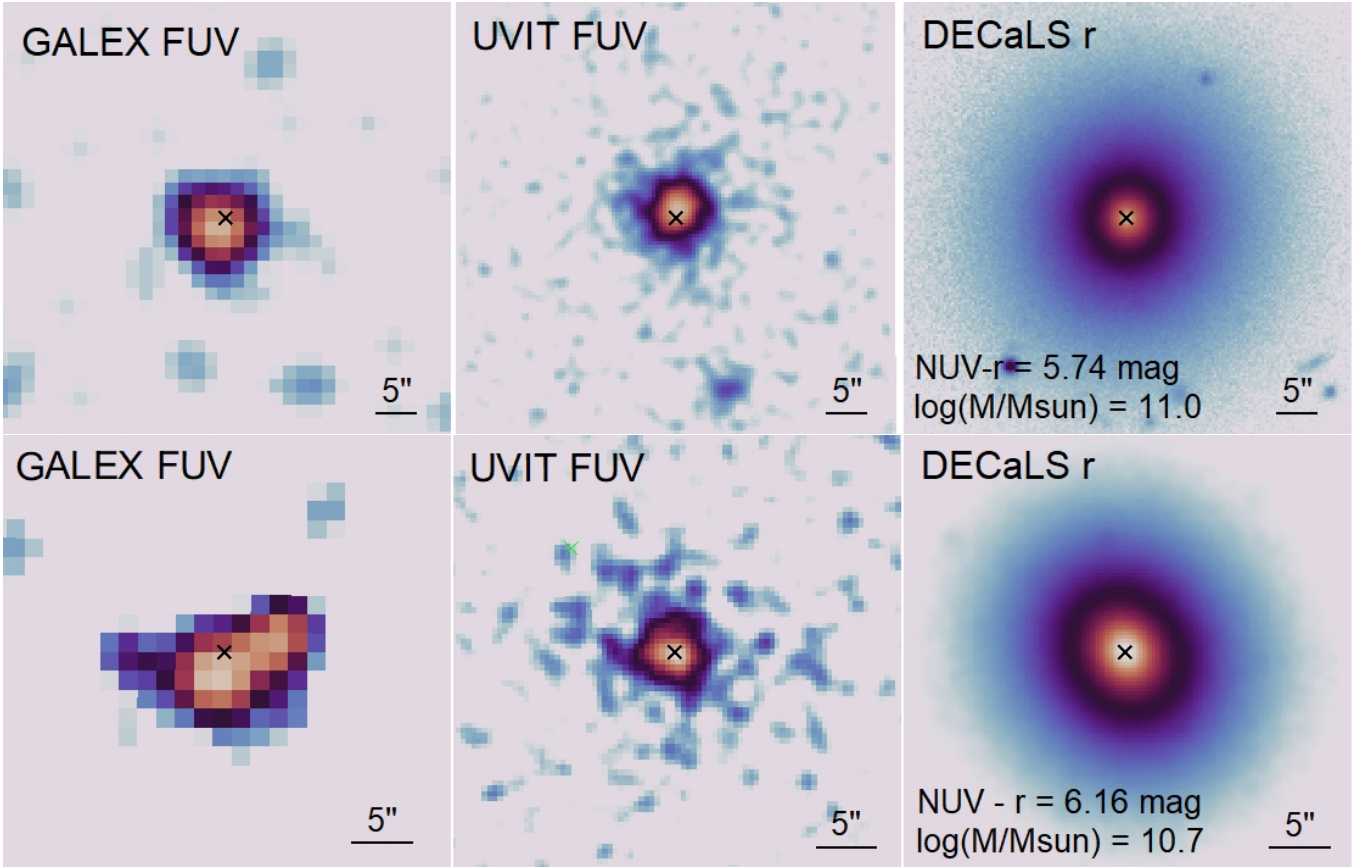 GALEX FUV
UVIT FUV
DECaLS r
5"
5"
NUV-r = 5.74 mag
log(M/Msun) = 11.0
5"
GALEX FUV
UVIT FUV
DECaLS r
5"
5"
NUV - r = 6.16 mag
log(M/Msun) = 10.7
5"